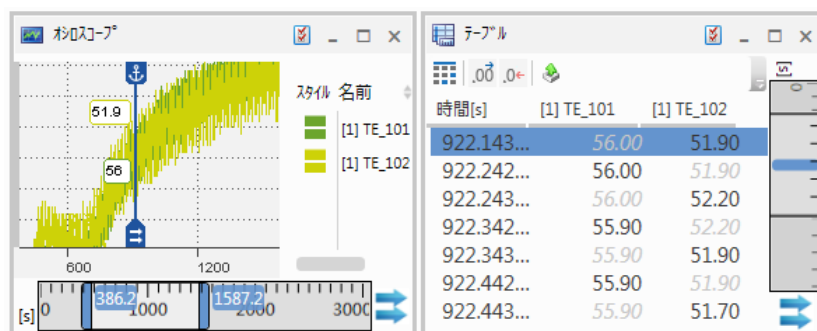 オシロスコープ
51.9
56
600
1200
スタイル 名前
[1] TE_101
[1] TE_102
[s]
0
386.2
1000
1587.2
2000
3000
テーブル
.00 .0
[s]
時間[s] [1] TE_101 [1] TE_102
0
922.143... 56.00 51.90
922.242... 56.00 51.90
922.243... 56.00 52.20
922.342... 55.90 52.20
922.343... 55.90 51.90
922.442... 55.90 51.90
922.443... 55.90 51.70